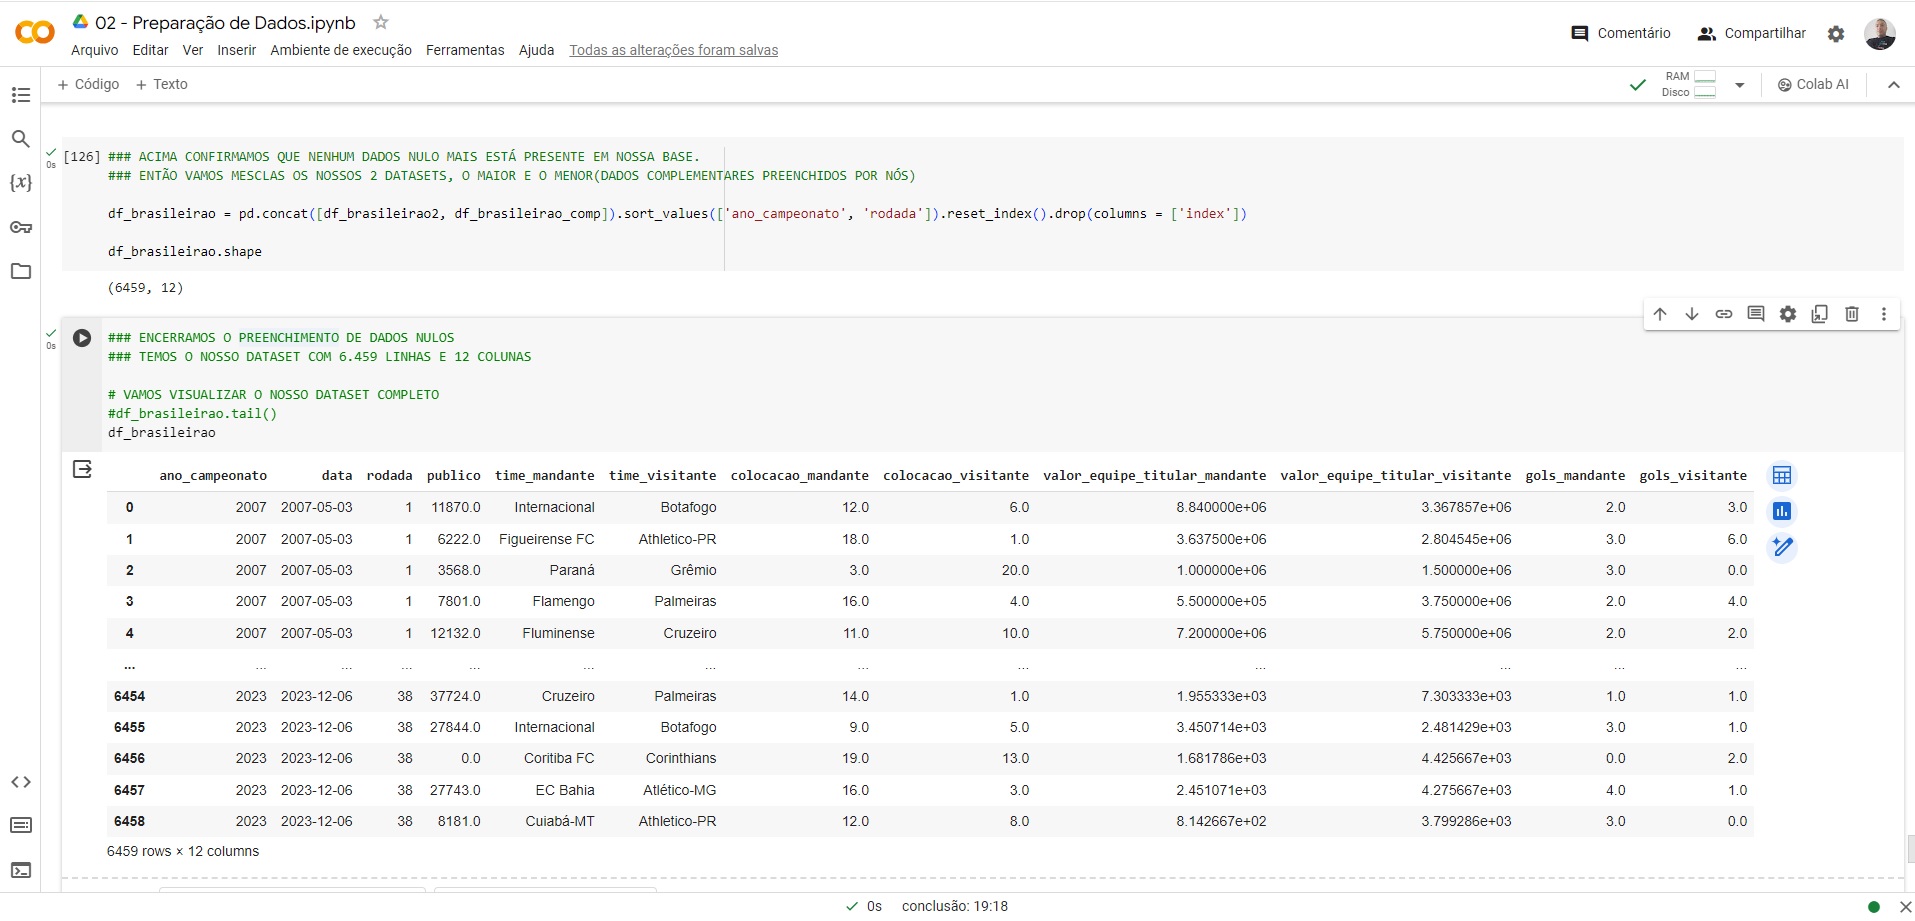 02 - Preparação de Dados.ipynb
Arquivo Editar Ver Inserir Ambiente de execução Ferramentas Ajuda Todas as alterações foram salvas
Comentário Compartilhar
+ Código + Texto
RAM
Disco
Colab AI
0s
[126] ### ACIMA CONFIRMAMOS QUE NENHUM DADOS NULO MAIS ESTÁ PRESENTE EM NOSSA BASE.
### ENTÃO VAMOS MESCLAS OS NOSSOS 2 DATASETS, O MAIOR E O MENOR(DADOS COMPLEMENTARES PREENCHIDOS POR NÓS)
df_brasileirao = pd.concat([df_brasileirao2, df_brasileirao_comp]).sort_values(['ano_campeonato', 'rodada']).reset_index().drop(columns = ['index'])
df_brasileirao.shape
(6459, 12)
0s
### ENCERRAMOS O PREENCHIMENTO DE DADOS NULOS
### TEMOS O NOSSO DATASET COM 6.459 LINHAS E 12 COLUNAS
# VAMOS VISUALIZAR O NOSSO DATASET COMPLETO
#df_brasileirao.tail()
df_brasileirao
ano_campeonato data rodada publico time_mandante time_visitante colocacao_mandante colocacao_visitante valor_equipe_titular_mandante valor_equipe_titular_visitante gols_mandante gols_visitante
0 2007 2007-05-03 1 11870.0 Internacional Botafogo 12.0 6.0 8.840000e+06 3.367857e+06 2.0 3.0
1 2007 2007-05-03 1 6222.0 Figueirense FC Athletico-PR 18.0 1.0 3.637500e+06 2.804545e+06 3.0 6.0
2 2007 2007-05-03 1 3568.0 Paraná Grêmio 3.0 20.0 1.000000e+06 1.500000e+06 3.0 0.0
3 2007 2007-05-03 1 7801.0 Flamengo Palmeiras 16.0 4.0 5.500000e+05 3.750000e+06 2.0 4.0
4 2007 2007-05-03 1 12132.0 Fluminense Cruzeiro 11.0 10.0 7.200000e+06 5.750000e+06 2.0 2.0
... ... ... ... ... ... ... ... ... ... ... ... ...
6454 2023 2023-12-06 38 37724.0 Cruzeiro Palmeiras 14.0 1.0 1.955333e+03 7.303333e+03 1.0 1.0
6455 2023 2023-12-06 38 27844.0 Internacional Botafogo 9.0 5.0 3.450714e+03 2.481429e+03 3.0 1.0
6456 2023 2023-12-06 38 0.0 Coritiba FC Corinthians 19.0 13.0 1.681786e+03 4.425667e+03 0.0 2.0
6457 2023 2023-12-06 38 27743.0 EC Bahia Atlético-MG 16.0 3.0 2.451071e+03 4.275667e+03 4.0 1.0
6458 2023 2023-12-06 38 8181.0 Cuiabá-MT Athletico-PR 12.0 8.0 8.142667e+02 3.799286e+03 3.0 0.0
6459 rows × 12 columns
0s conclusão: 19:18